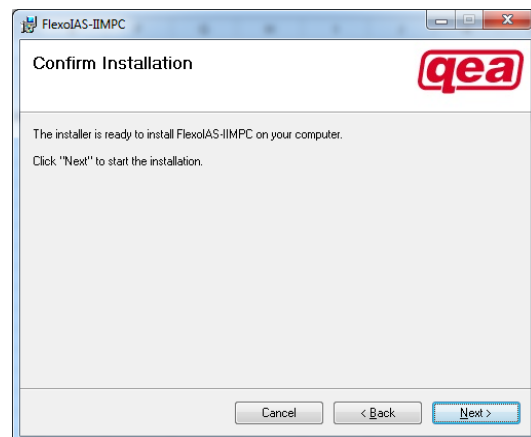 FlexoIAS-IIMPC
Confirm Installation
qea
The installer is ready to install FlexoIAS-IIMPC on your computer.
Click "Next" to start the installation.
Cancel
< Back
Next >